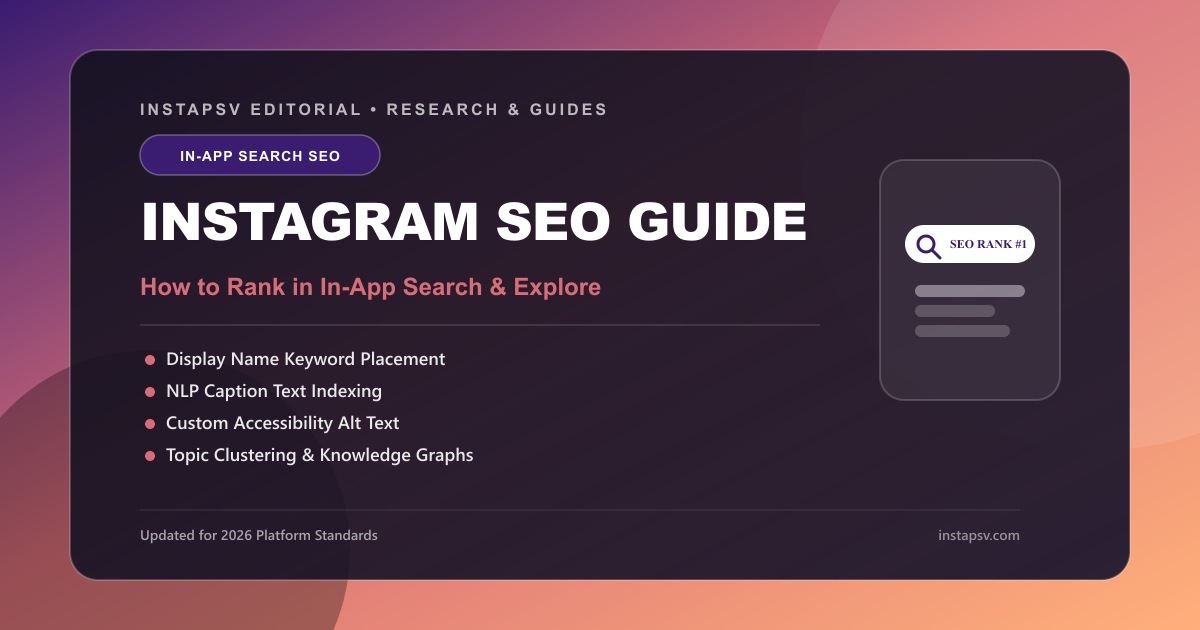 INSTAPSV EDITORIAL • RESEARCH & GUIDES
IN-APP SEARCH SEO
INSTAGRAM SEO GUIDE
How to Rank in In-App Search & Explore
SEO RANK #1
Display Name Keyword Placement
NLP Caption Text Indexing
Custom Accessibility Alt Text
Topic Clustering & Knowledge Graphs
Updated for 2026 Platform Standards
instapsv.com